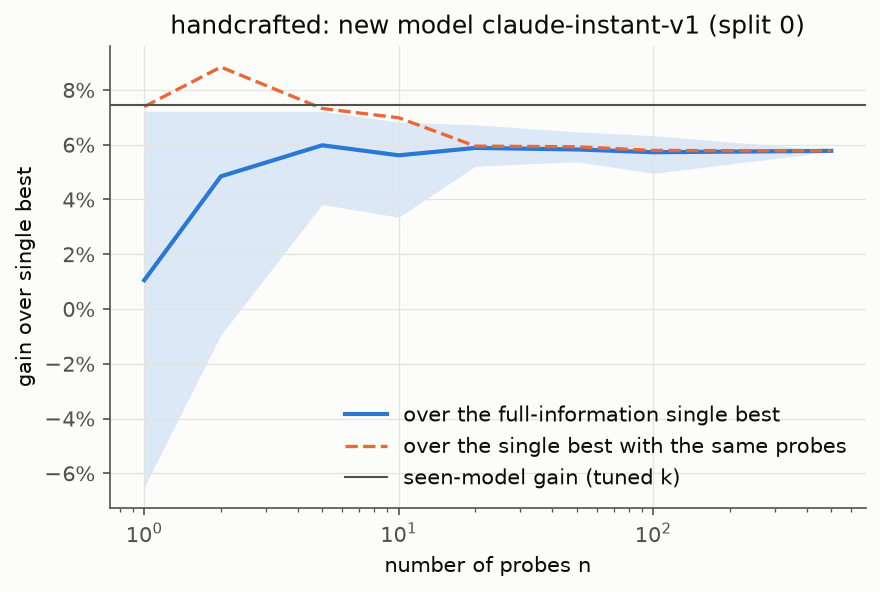 handcrafted: new model claude-instant-v1 (split 0)
gain over single best
8%
6%
4%
2%
0%
−2%
−4%
−6%
over the full-information single best
over the single best with the same probes
seen-model gain (tuned k)
10⁰ 10¹ 10²
number of probes n